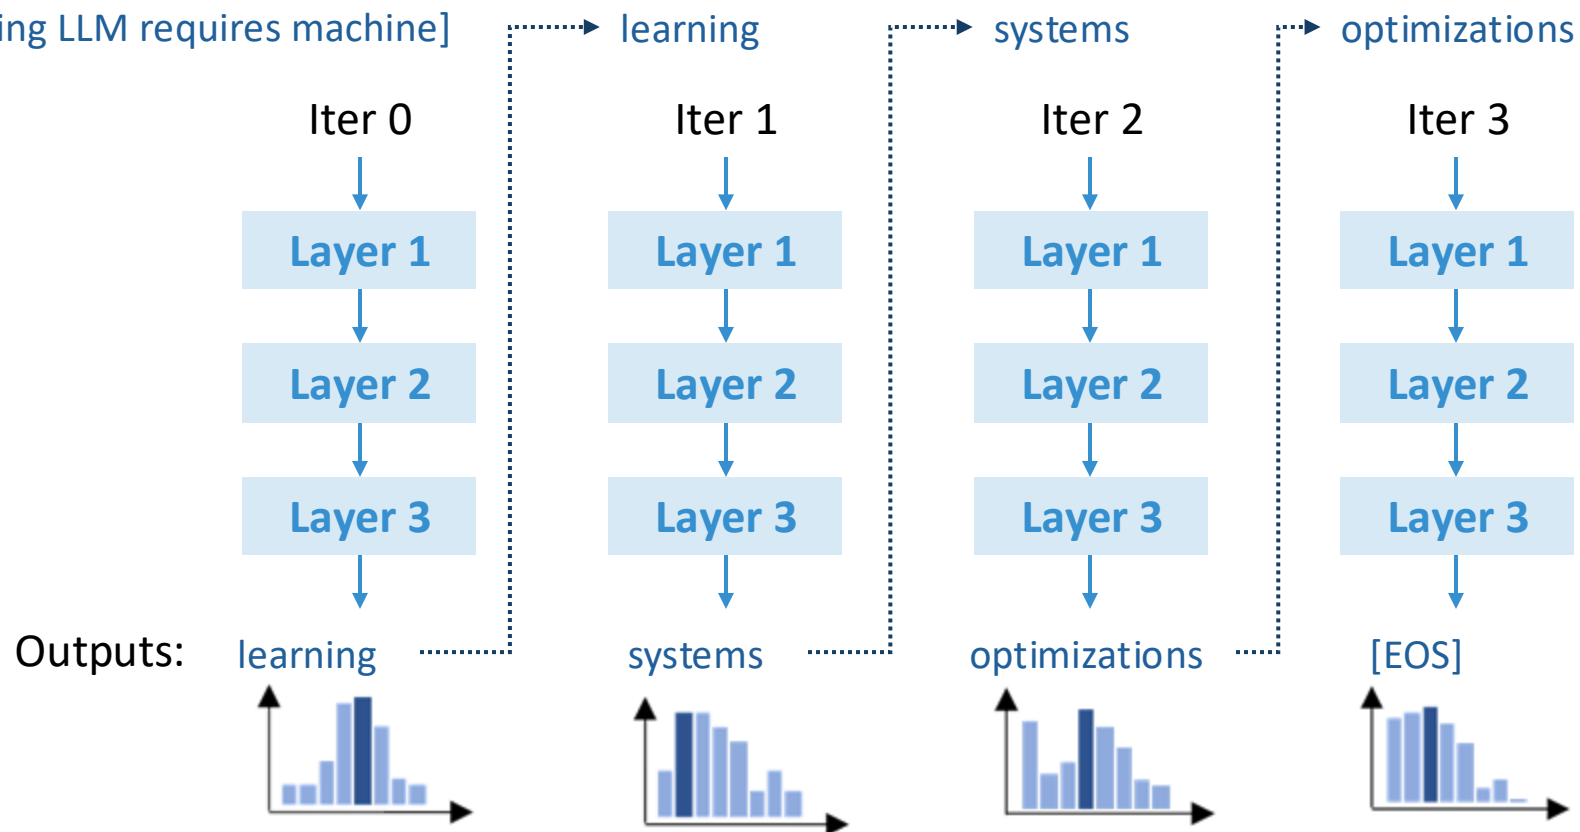 ing LLM requires machine] learning systems optimizations
Iter 0 Iter 1 Iter 2 Iter 3
Layer 1 Layer 1 Layer 1 Layer 1
Layer 2 Layer 2 Layer 2 Layer 2
Layer 3 Layer 3 Layer 3 Layer 3
Outputs: learning systems optimizations [EOS]